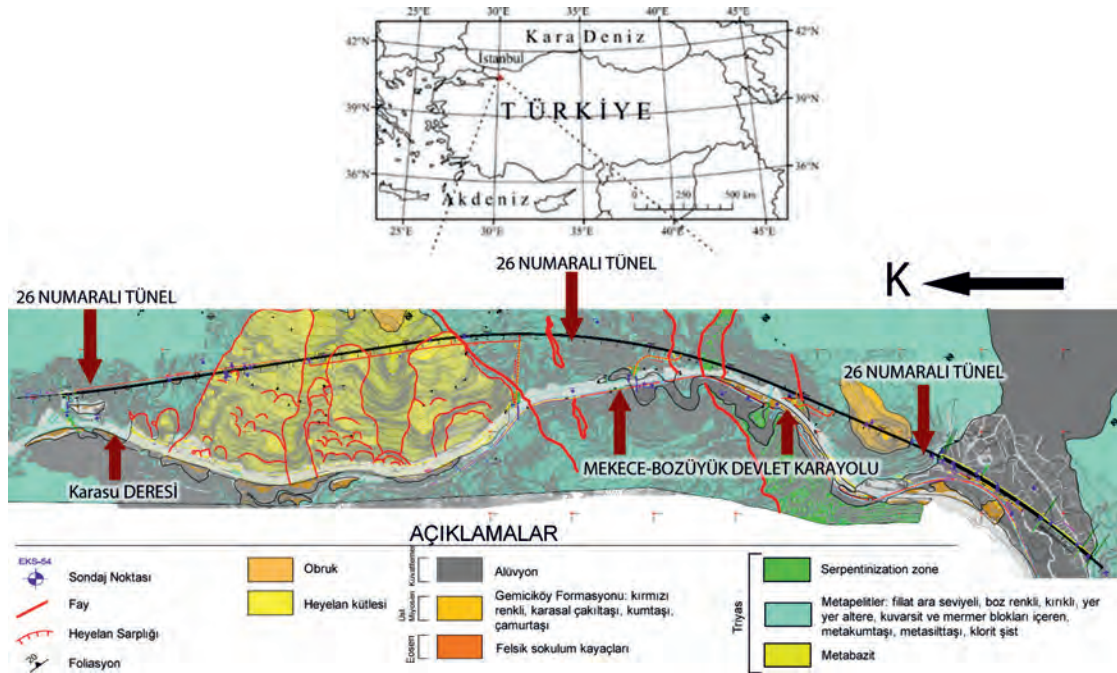 25°E
30°E
35°E
40°E
45°E
42°N
Kara Deniz
42°N
İstanbul
39°N
TÜRKİYE
39°N
36°N
36°N
Akdeniz
0 250 500 km
25°E
30°E
35°E
40°E
45°E
26 NUMARALI TÜNEL
26 NUMARALI TÜNEL
K
26 NUMARALI TÜNEL
MEKECE-BOZÜYÜK DEVLET KARAYOLU
Karasu DERESİ
AÇIKLAMALAR
EKS-54
Sondaj Noktası
Fay
Heyelan Sarplığı
20
Foliasyon
Obruk
Heyelan kütlesi
Kuvatterner
Alüvyon
Üst
Miyosen
Gemiciköy Formasyonu: kırmızı
renkli, karasal çakıltaşı, kumtaşı,
çamurtaşı
Eosen
Felsik sokulum kayaçları
Triyas
Serpentinization zone
Metapelitler: fillat ara seviyeli, boz renkli, kırıklı, yer
yer altere, kuvarsit ve mermer blokları içeren,
metakumtaşı, metasilttaşı, klorit şist
Metabazit